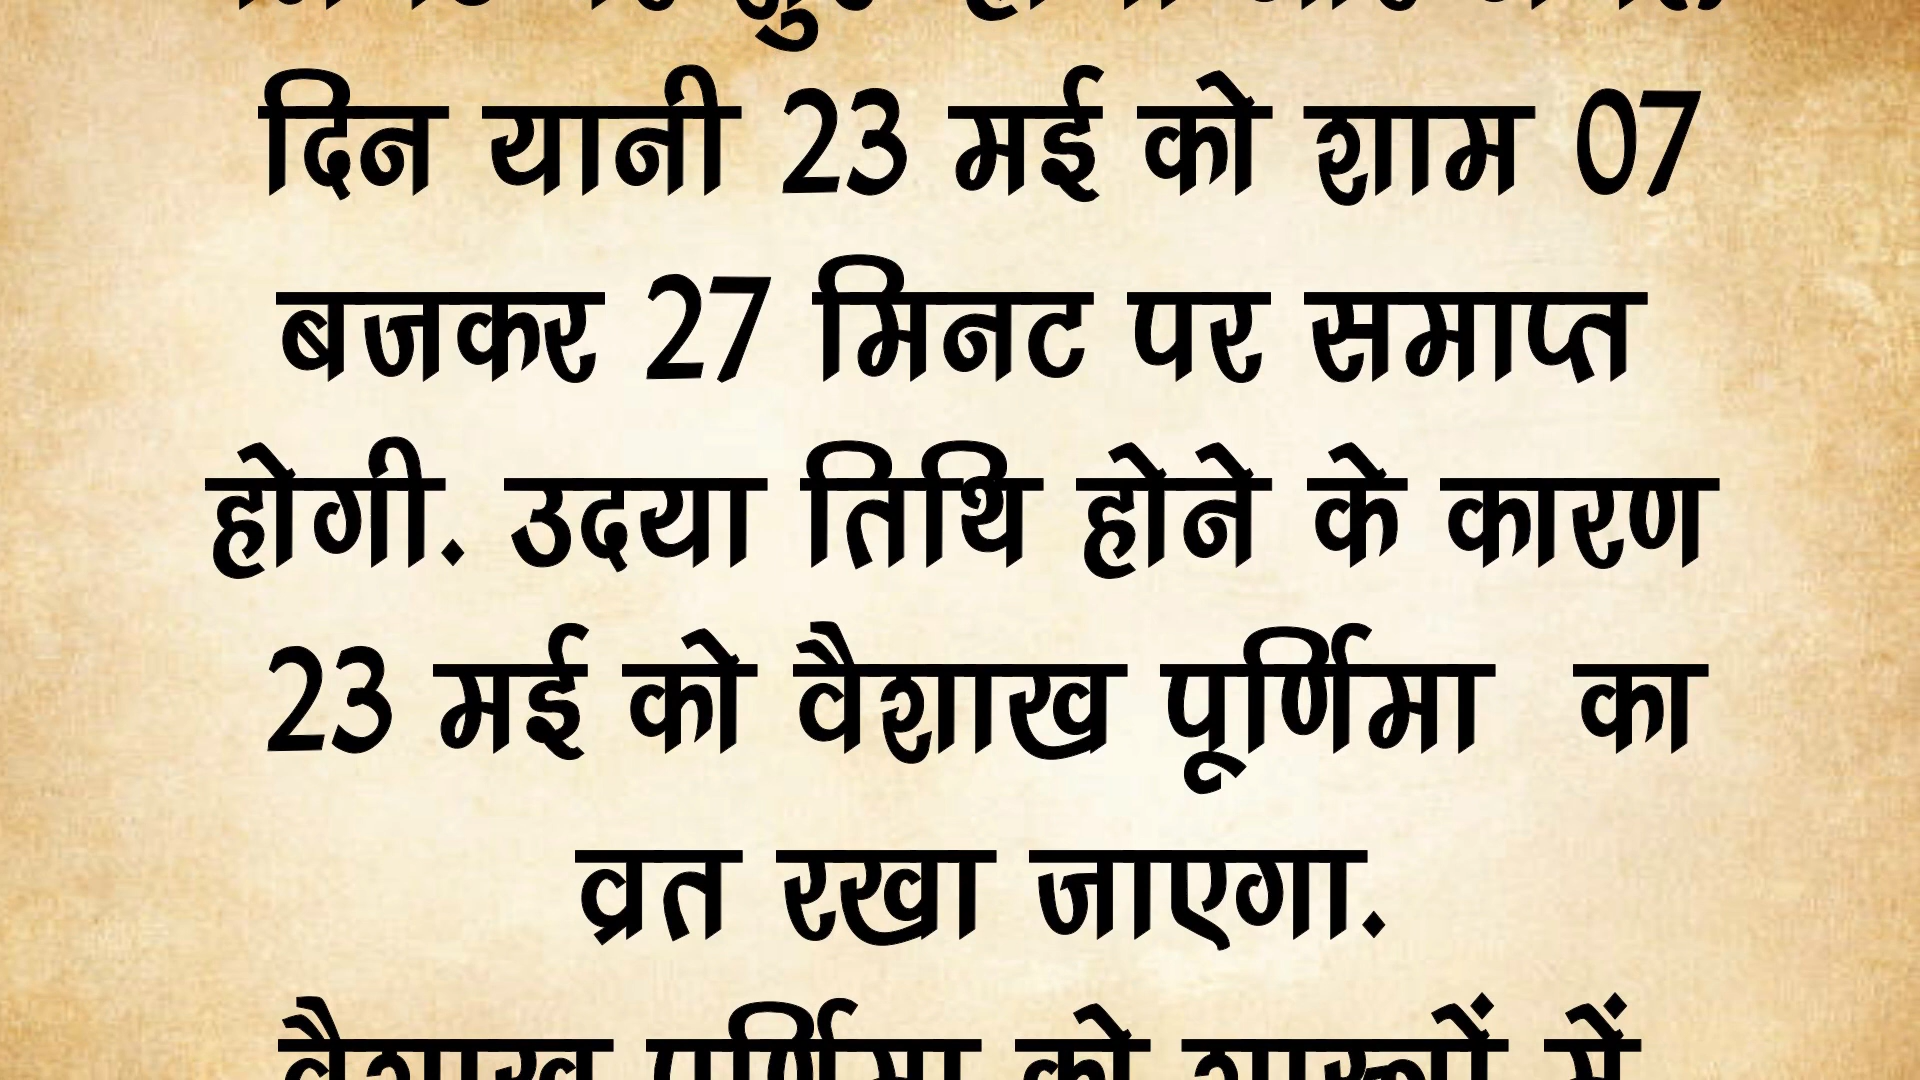 दिन यानी 23 मई को शाम 07
बजकर 27 मिनट पर समाप्त
होगी. उदया तिथि होने के कारण
23 मई को वैशाख पूर्णिमा का
व्रत रखा जाएगा.
वैशाख पूर्णिमा को शास्त्रों में